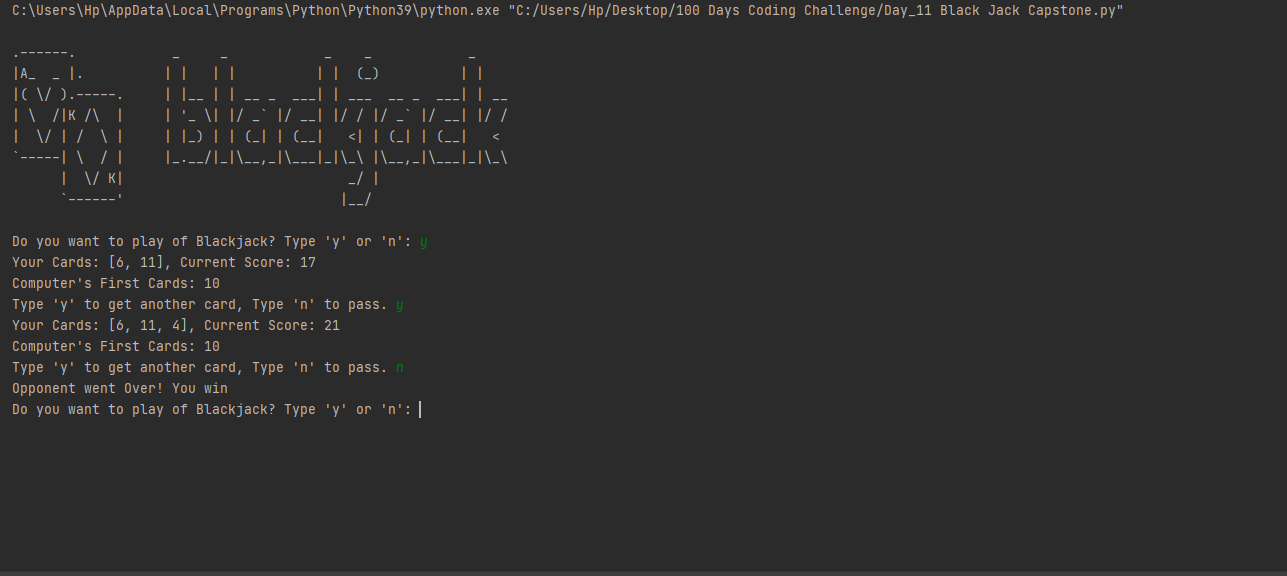 C:\Users\Hp\AppData\Local\Programs\Python\Python39\python.exe "C:/Users/Hp/Desktop/100 Days Coding Challenge/Day_11 Black Jack Capstone.py"
.------.            _     _                  _    _            _
|A_  _ |.          | |   | |                | |  (_)          | |
|( \/ ).-----.     | |__ | | __ _  ___| | ___  __ _  ___| | __
| \  /|K /\  |     | '_ \| |/ _` |/ __| |/ / |/ _` |/ __| |/ /
|  \/ | /  \ |     | |_) | | (_| | (__|   <| | (_| | (__|   <
`-----| \  / |     |_.__/|_|\__,_|\___|_|\_\ |\__,_|\___|_|\_\
      |  \/ K|                            _/ |
      `------'                           |__/
Do you want to play of Blackjack? Type 'y' or 'n': y
Your Cards: [6, 11], Current Score: 17
Computer's First Cards: 10
Type 'y' to get another card, Type 'n' to pass. y
Your Cards: [6, 11, 4], Current Score: 21
Computer's First Cards: 10
Type 'y' to get another card, Type 'n' to pass. n
Opponent went Over! You win
Do you want to play of Blackjack? Type 'y' or 'n':